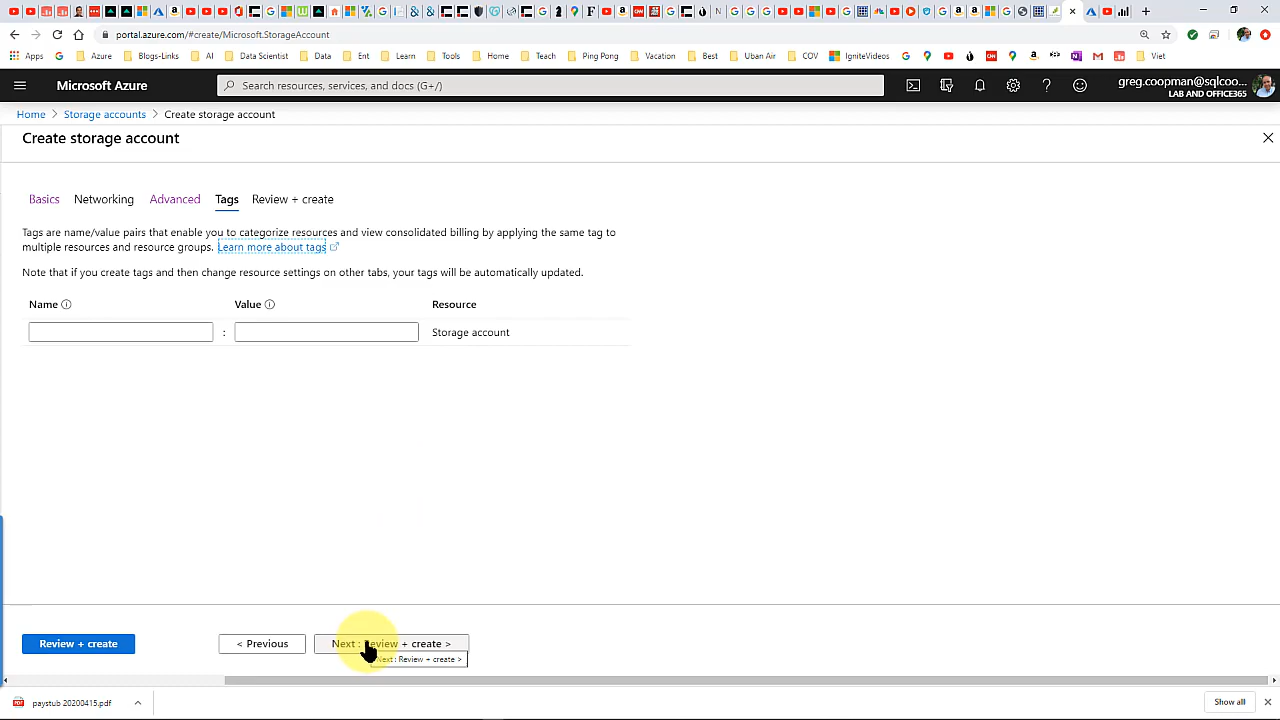 portal.azure.com/#create/Microsoft.StorageAccount
Apps
Azure
Blogs-Links
AI
Data Scientist
Data
Ent
Learn
Tools
Home
Teach
Ping Pong
Vacation
Best
Uban Air
COV
IgniteVideos
Viet
Microsoft Azure
Search resources, services, and docs (G+/)
greg.coopman@sqlcoo...
LAB AND OFFICE365
Home > Storage accounts > Create storage account
Create storage account
Basics Networking Advanced Tags Review + create
Tags are name/value pairs that enable you to categorize resources and view consolidated billing by applying the same tag to
multiple resources and resource groups. Learn more about tags
Note that if you create tags and then change resource settings on other tabs, your tags will be automatically updated.
Name Value Resource
: Storage account
Review + create
< Previous
Next : Review + create >
Next : Review + create >
paystub 20200415.pdf
Show all